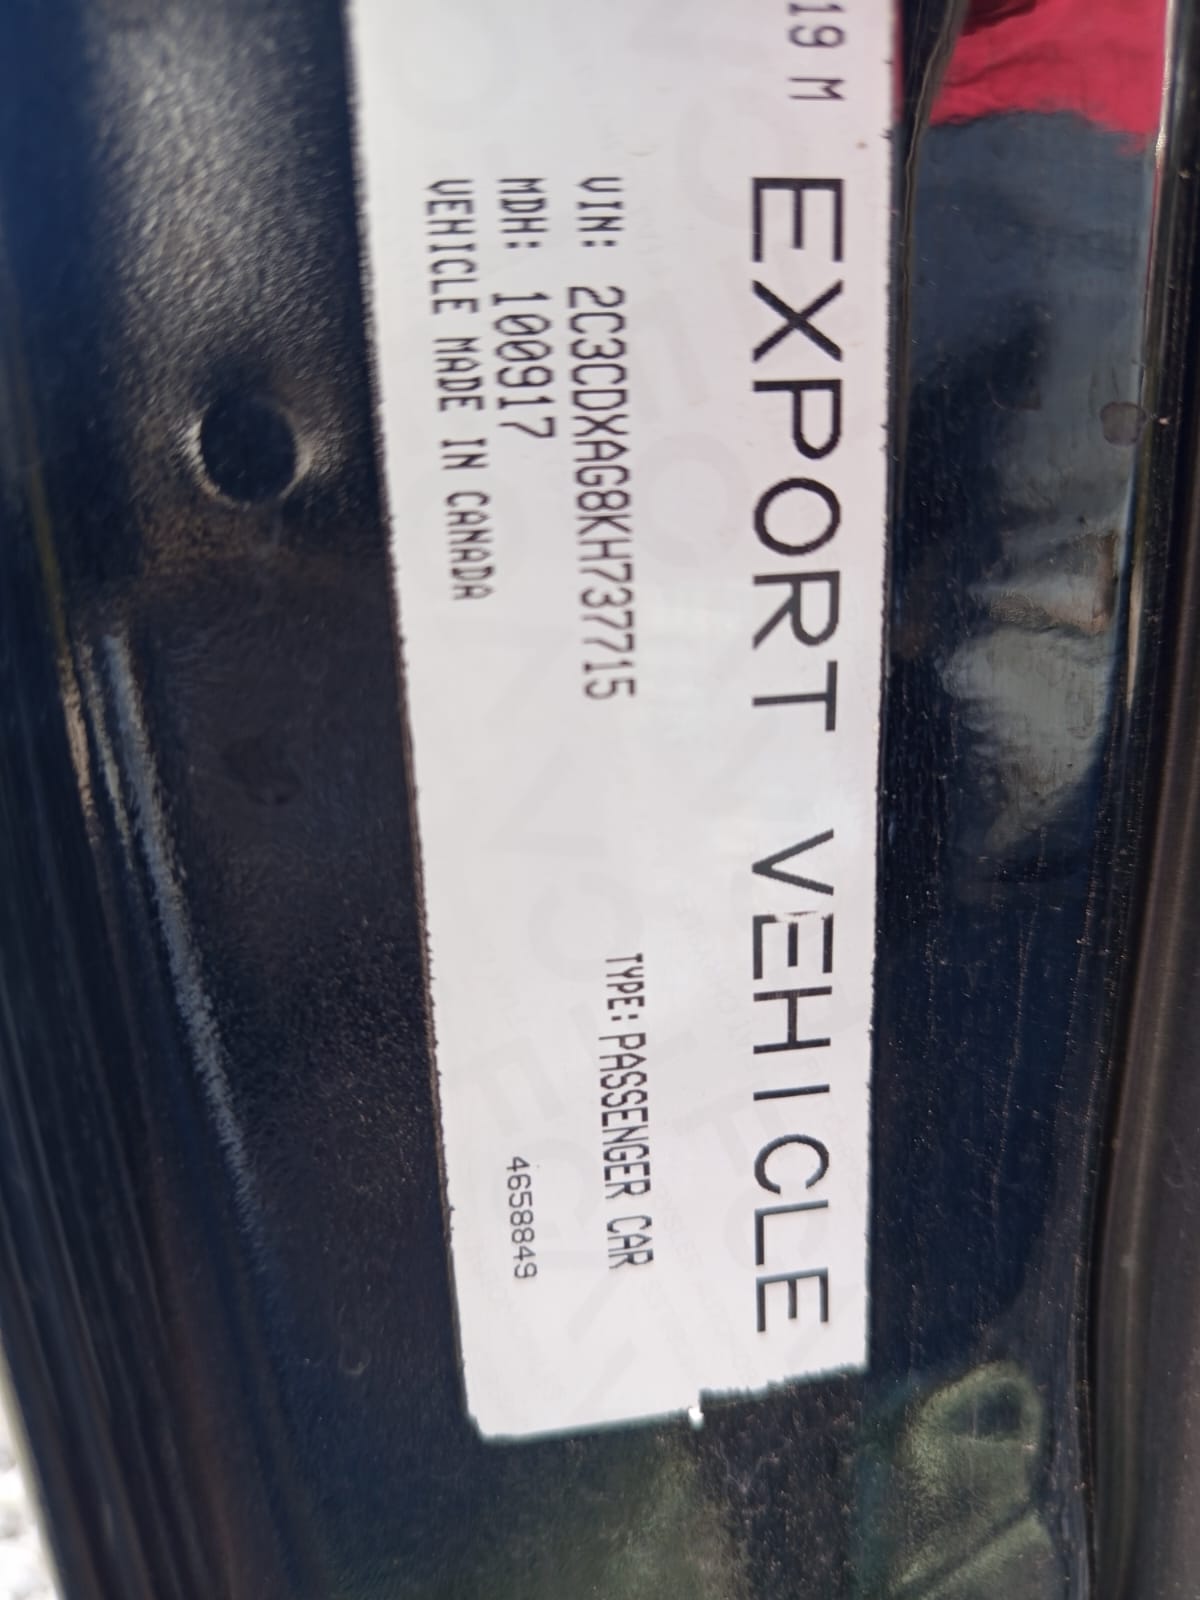 19 M
EXPORT VEHICLE
VIN: 2C3CDXAG8KH737715
TYPE: PASSENGER CAR
MDH: 100917
4658849
VEHICLE MADE IN CANADA